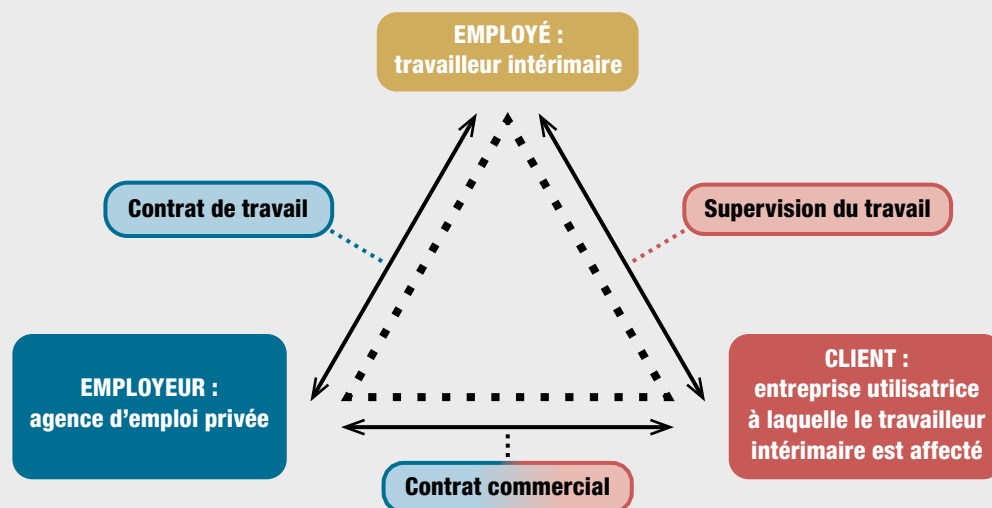 EMPLOYÉ :
travailleur intérimaire
Contrat de travail
Supervision du travail
EMPLOYEUR :
agence d’emploi privée
CLIENT :
entreprise utilisatrice
à laquelle le travailleur
intérimaire est affecté
Contrat commercial